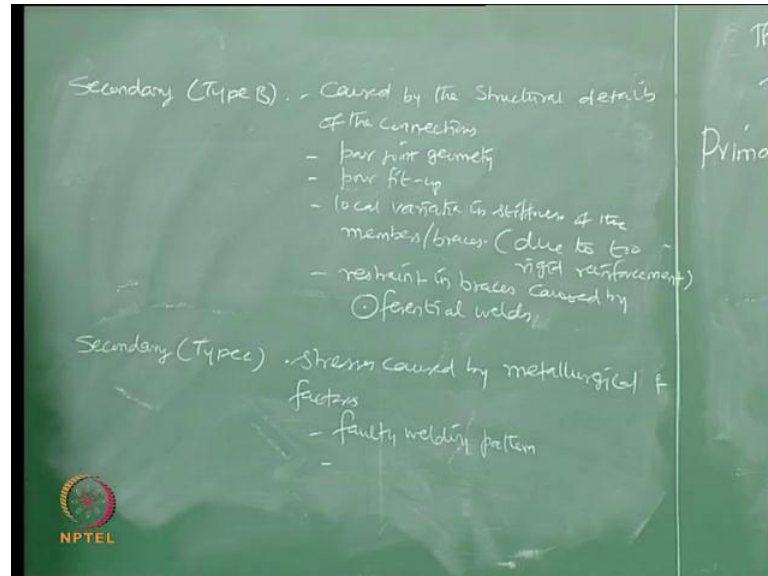 Secondary (Type B). - Caused by the structural details
of the connections
- poor joint geometry
- poor fit-up
- local variation in stiffness of the
members/braces. (due to too
rigid reinforcement)
- restraint in braces caused by
⊙ferential welds
Secondary (Type C) . stresses caused by metallurgical &
factors
- faulty welding pattern
-
Th
Prima
NPTEL